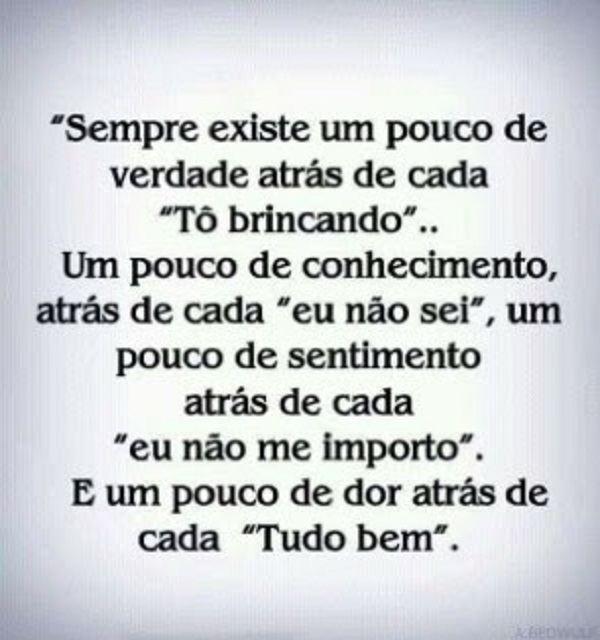 "Sempre existe um pouco de
verdade atrás de cada
"Tô brincando"..
Um pouco de conhecimento,
atrás de cada "eu não sei", um
pouco de sentimento
atrás de cada
"eu não me importo".
E um pouco de dor atrás de
cada "Tudo bem".